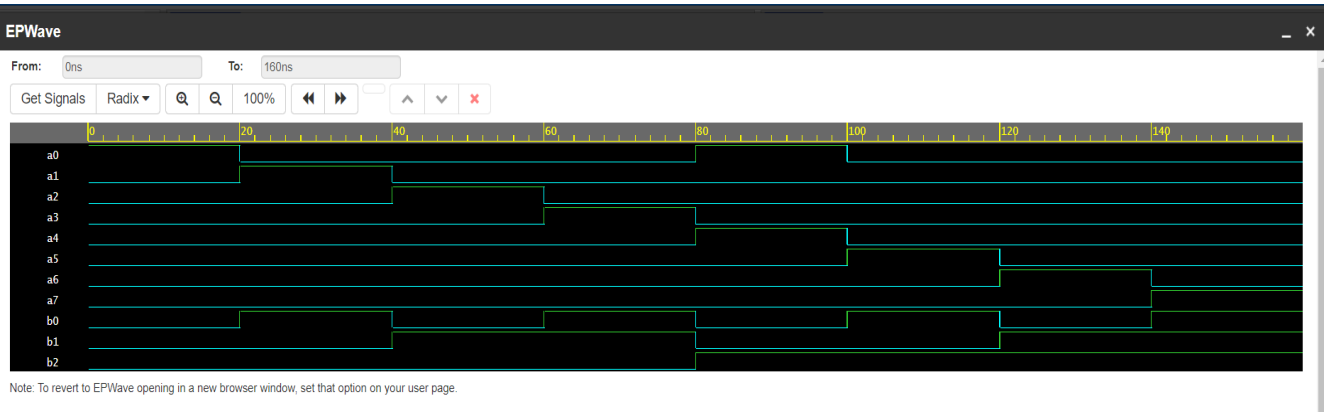 EPWave
From: 0ns To: 160ns
Get Signals Radix 100%
0 20 40 60 80 100 120 140
a0
a1
a2
a3
a4
a5
a6
a7
b0
b1
b2
Note: To revert to EPWave opening in a new browser window, set that option on your user page.